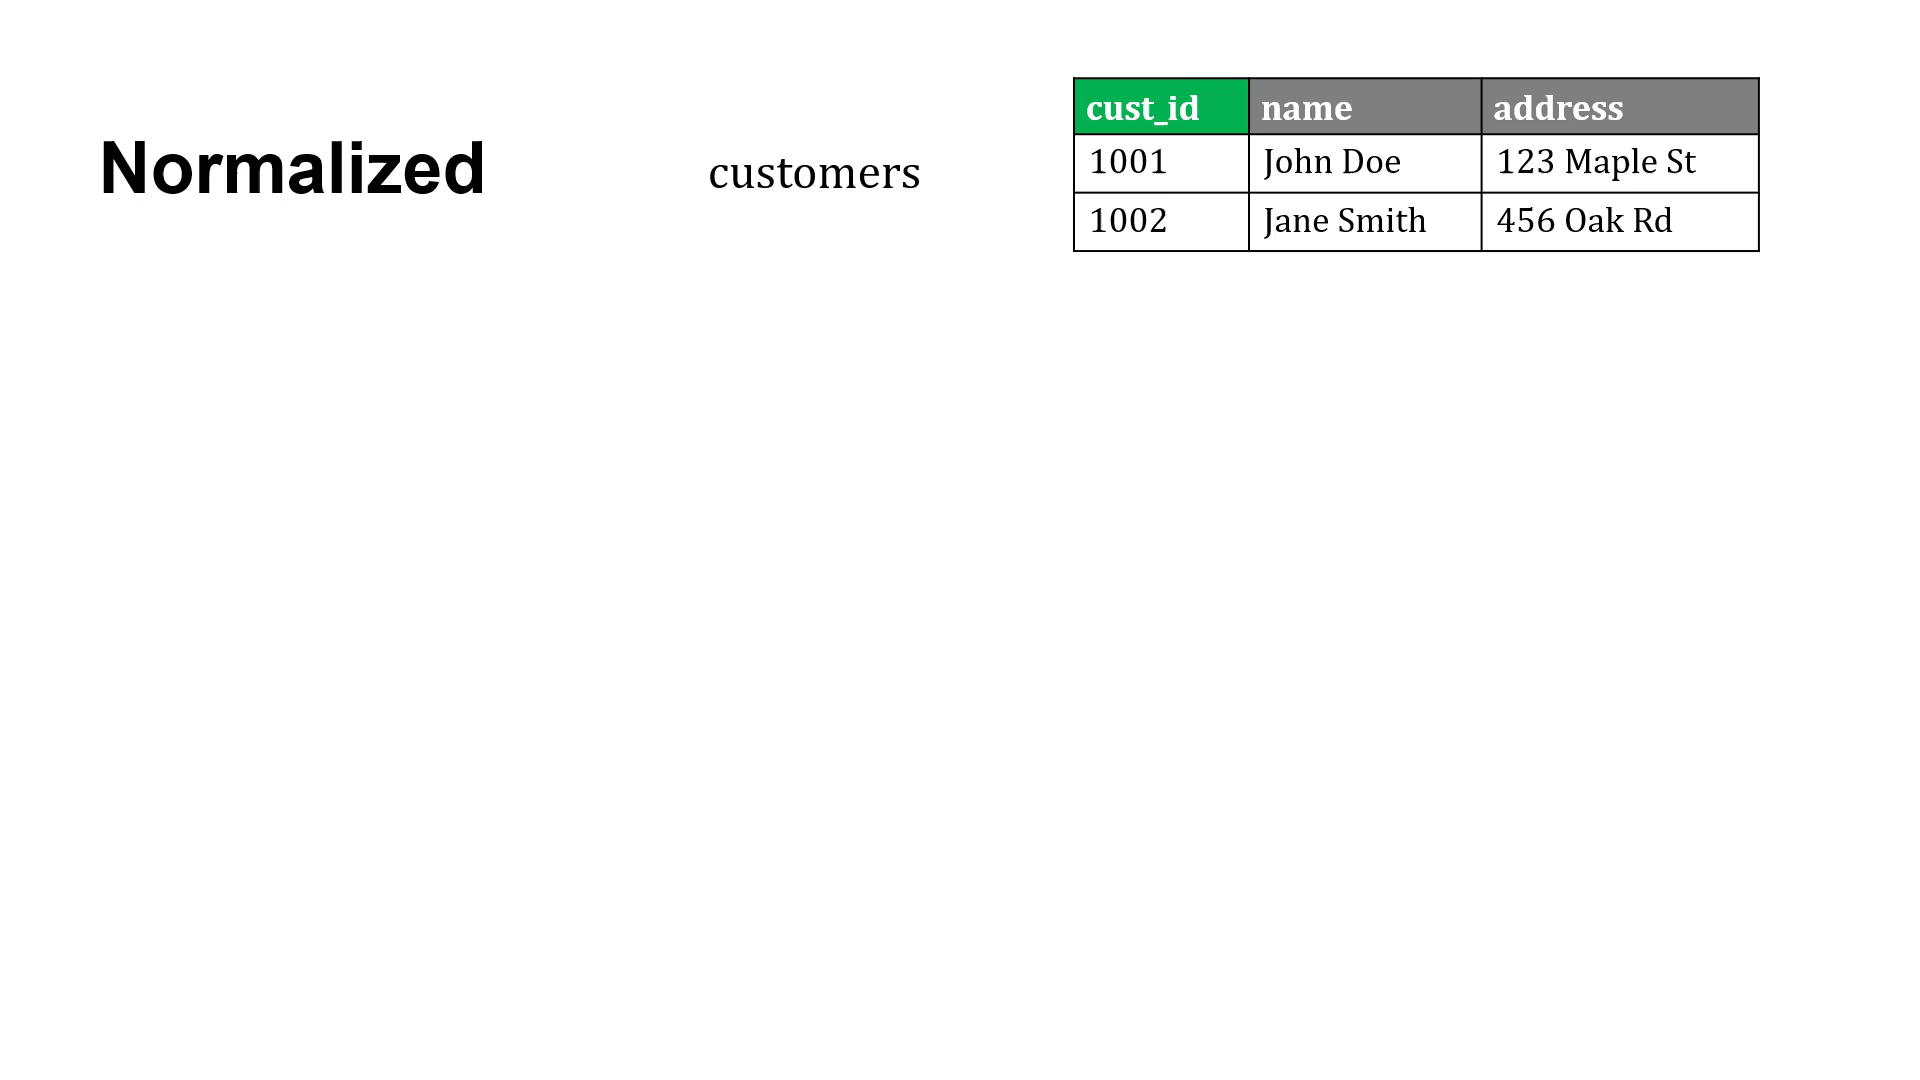 Normalized
customers
cust_id name address
1001 John Doe 123 Maple St
1002 Jane Smith 456 Oak Rd